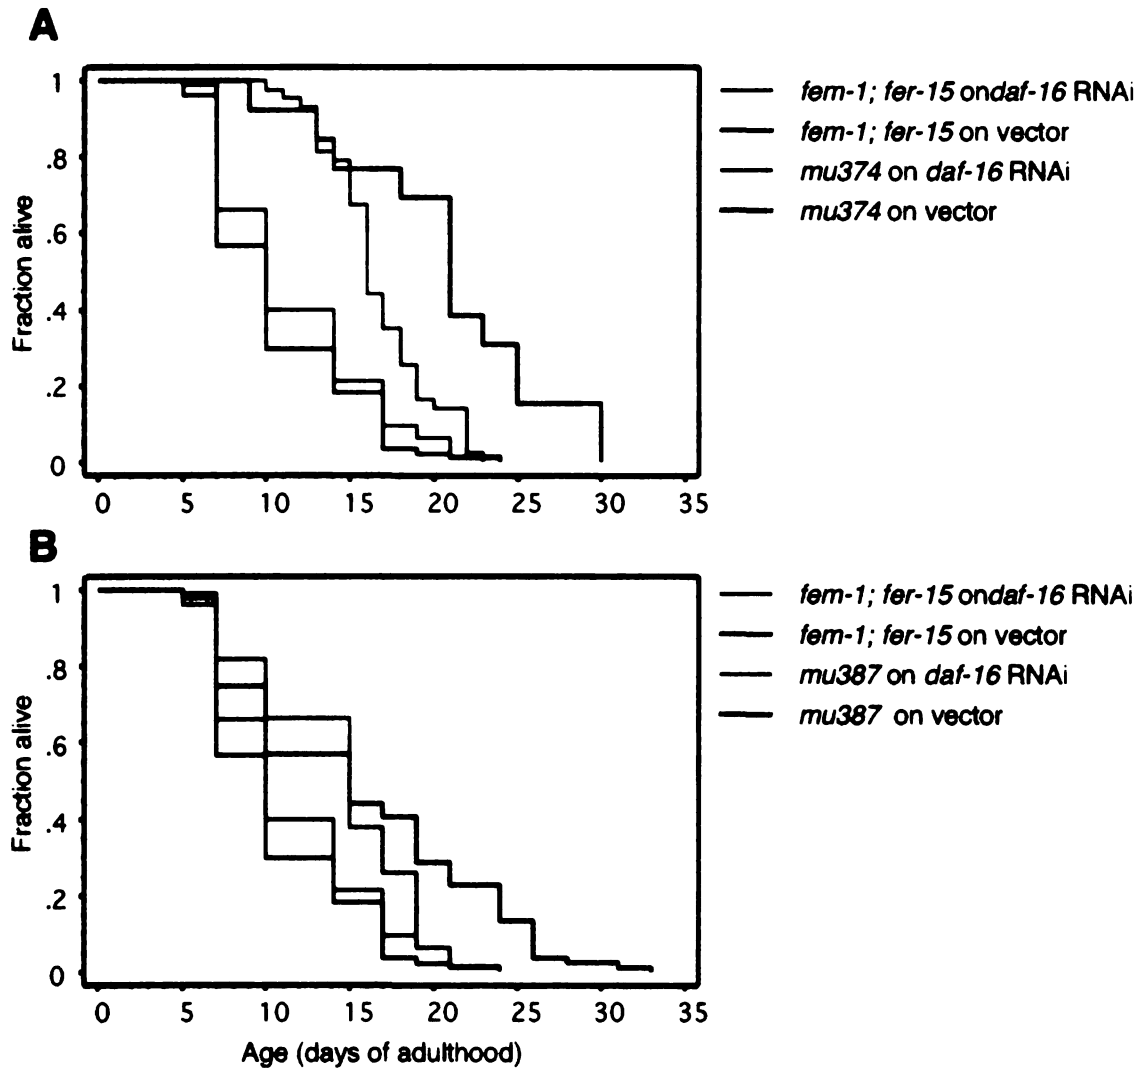 A
1
.8
.6
.4
.2
0
Fraction alive
0 5 10 15 20 25 30 35
fem-1; fer-15 ondaf-16 RNAi
fem-1; fer-15 on vector
mu374 on daf-16 RNAi
mu374 on vector
B
1
.8
.6
.4
.2
0
Fraction alive
0 5 10 15 20 25 30 35
Age (days of adulthood)
fem-1; fer-15 ondaf-16 RNAi
fem-1; fer-15 on vector
mu387 on daf-16 RNAi
mu387 on vector